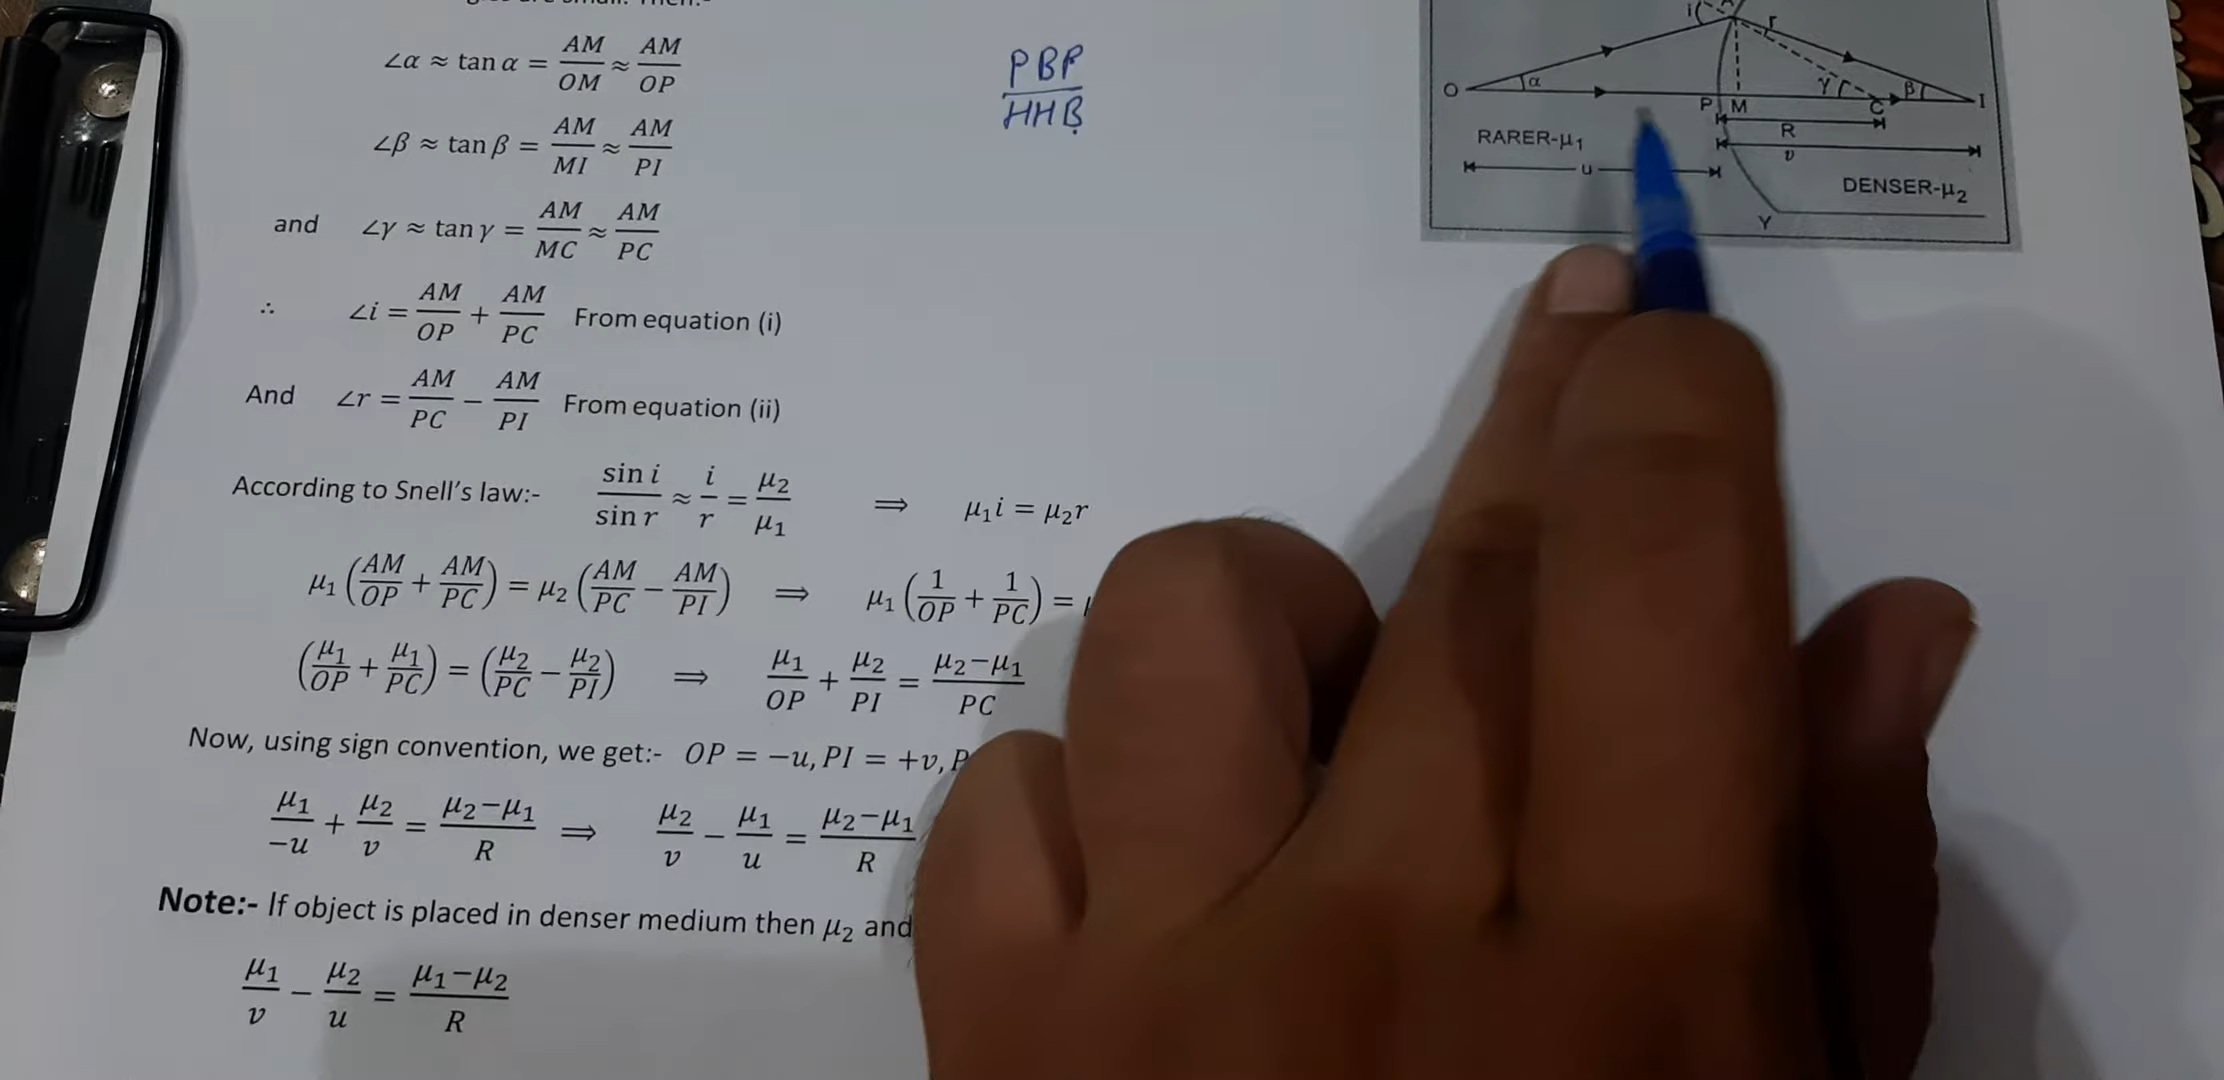 ∠α ≈ tan α = AM/OM ≈ AM/OP
∠β ≈ tan β = AM/MI ≈ AM/PI
and ∠γ ≈ tan γ = AM/MC ≈ AM/PC
∴ ∠i = AM/OP + AM/PC From equation (i)
And ∠r = AM/PC − AM/PI From equation (ii)
According to Snell's law:- sin i/sin r ≈ i/r = μ₂/μ₁ ⟹ μ₁i = μ₂r
μ₁(AM/OP + AM/PC) = μ₂(AM/PC − AM/PI) ⟹ μ₁(1/OP + 1/PC) =
(μ₁/OP + μ₁/PC) = (μ₂/PC − μ₂/PI) ⟹ μ₁/OP + μ₂/PI = μ₂−μ₁/PC
Now, using sign convention, we get:- OP = −u, PI = +v, P
μ₁/−u + μ₂/v = μ₂−μ₁/R ⟹ μ₂/v − μ₁/u = μ₂−μ₁/R
Note:- If object is placed in denser medium then μ₂ and
μ₁/v − μ₂/u = μ₁−μ₂/R
PBP
HHB
i r
O α γ β I
P M C
R
RARER-μ₁
v
u
DENSER-μ₂
Y